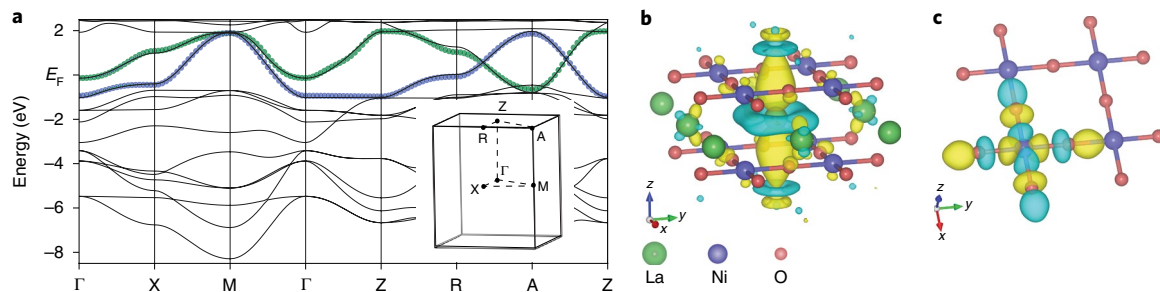 a
Energy (eV)
2
E_F
−2
−4
−6
−8
Γ X M Γ Z R A Z
Z
R A
Γ
X M
b
z
y
x
La Ni O
c
z
y
x